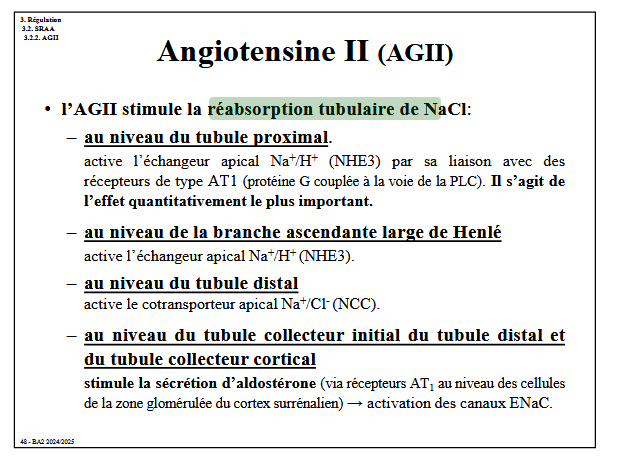 3. Régulation
3.2. SRAA
3.2.2. AGII
Angiotensine II (AGII)
• l’AGII stimule la réabsorption tubulaire de NaCl:
– au niveau du tubule proximal.
active l’échangeur apical Na⁺/H⁺ (NHE3) par sa liaison avec des
récepteurs de type AT1 (protéine G couplée à la voie de la PLC). Il s’agit de
l’effet quantitativement le plus important.
– au niveau de la branche ascendante large de Henlé
active l’échangeur apical Na⁺/H⁺ (NHE3).
– au niveau du tubule distal
active le cotransporteur apical Na⁺/Cl⁻ (NCC).
– au niveau du tubule collecteur initial du tubule distal et
du tubule collecteur cortical
stimule la sécrétion d’aldostérone (via récepteurs AT₁ au niveau des cellules
de la zone glomérulée du cortex surrénalien) → activation des canaux ENaC.
48 - BA2 2024/2025